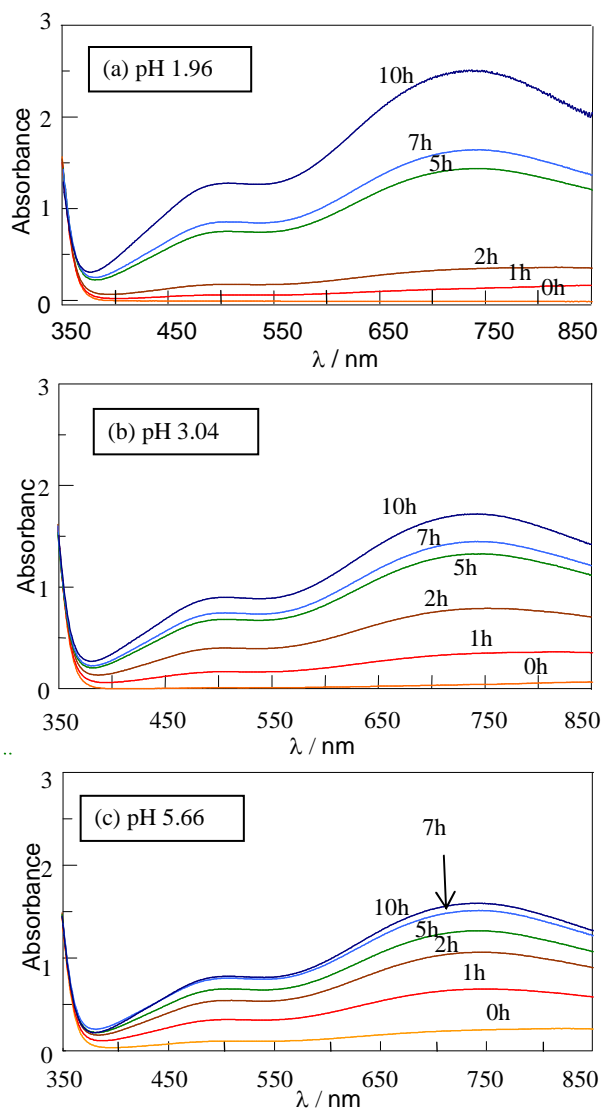 3
(a) pH 1.96
10h
2
7h
5h
Absorbance
1
2h
1h
0h
0
350 450 550 650 750 850
λ / nm
3
(b) pH 3.04
2
10h
7h
5h
Absorbanc
1
2h
1h
0h
0
350 450 550 650 750 850
λ / nm
..
3
(c) pH 5.66
7h
2
10h
5h
2h
Absorbance
1
1h
0h
0
350 450 550 650 750 850
λ / nm